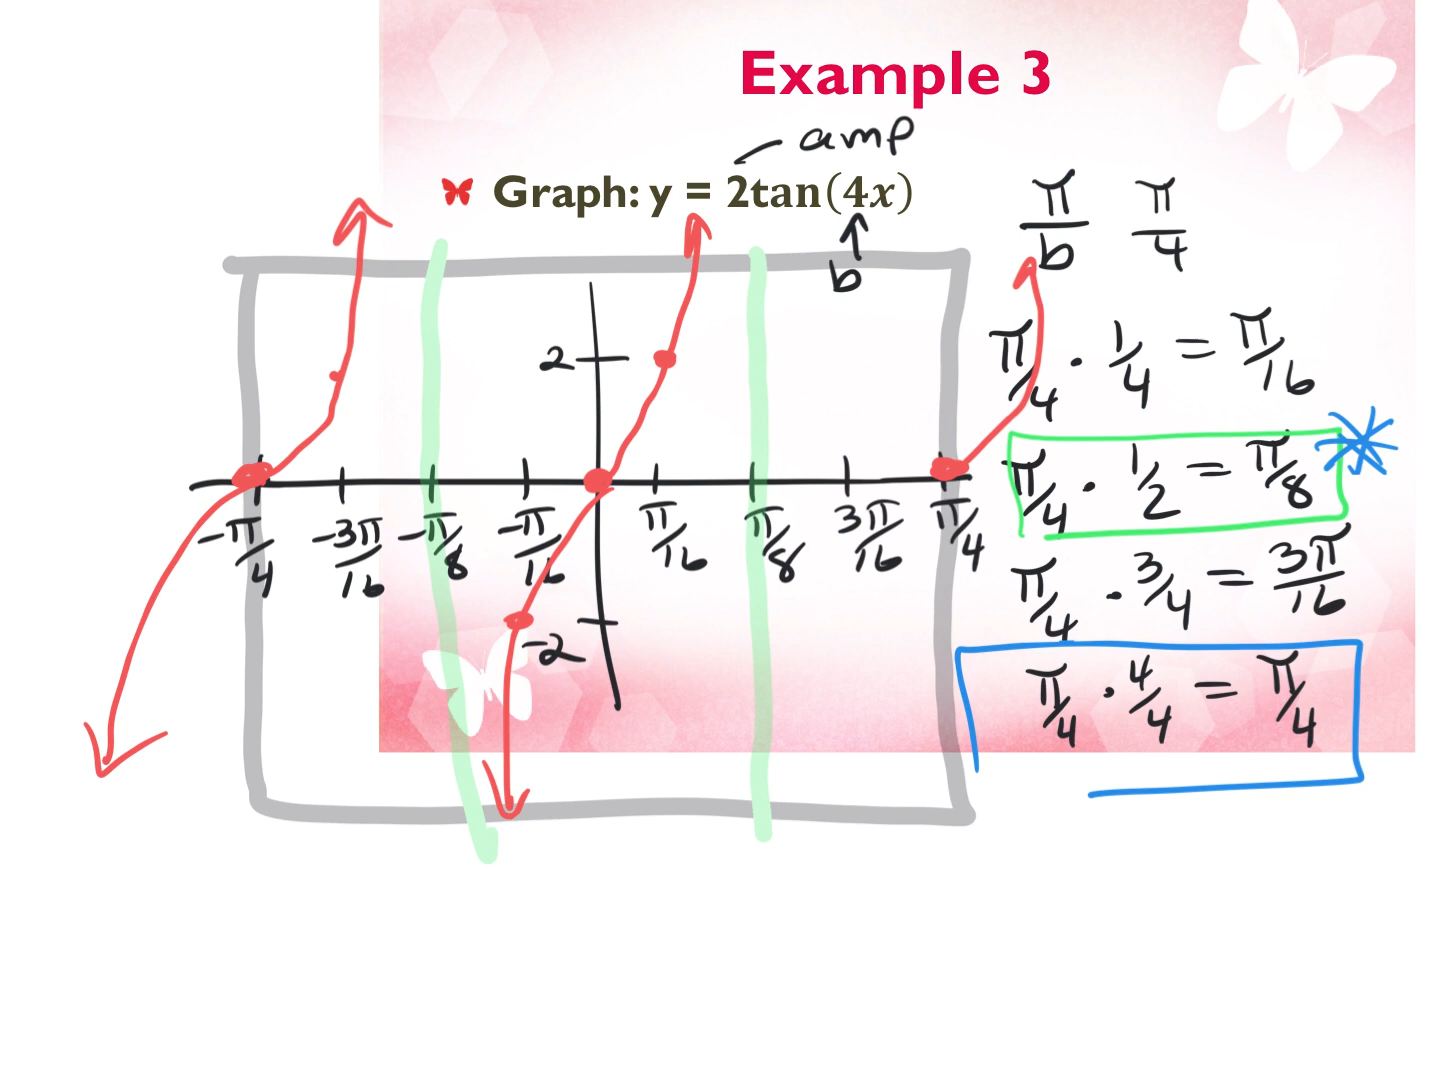 Example 3
amp
Graph: y = 2tan(4x)
b
π/b π/4
π/4 · 1/4 = π/16
π/4 · 1/2 = π/8
π/4 · 3/4 = 3π/16
π/4 · 4/4 = π/4
2
-π/4 -3π/16 -π/8 -π/16 π/16 π/8 3π/16 π/4
-2